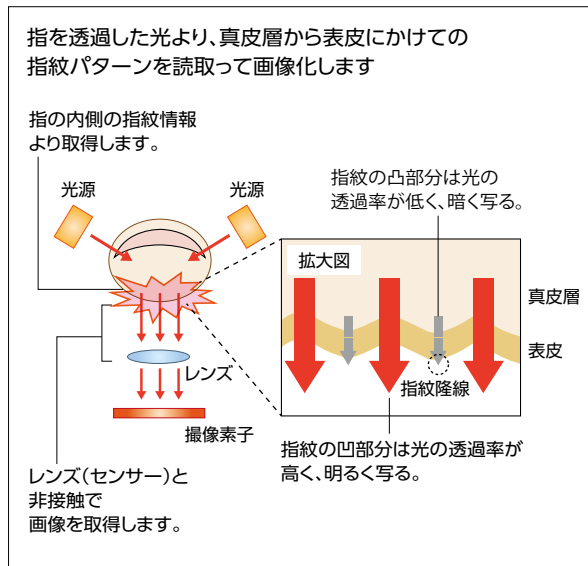 指を透過した光より、真皮層から表皮にかけての
指紋パターンを読取って画像化します
指の内側の指紋情報
より取得します。
光源
光源
指紋の凸部分は光の
透過率が低く、暗く写る。
拡大図
真皮層
表皮
指紋隆線
レンズ
撮像素子
指紋の凹部分は光の透過率が
高く、明るく写る。
レンズ(センサー)と
非接触で
画像を取得します。